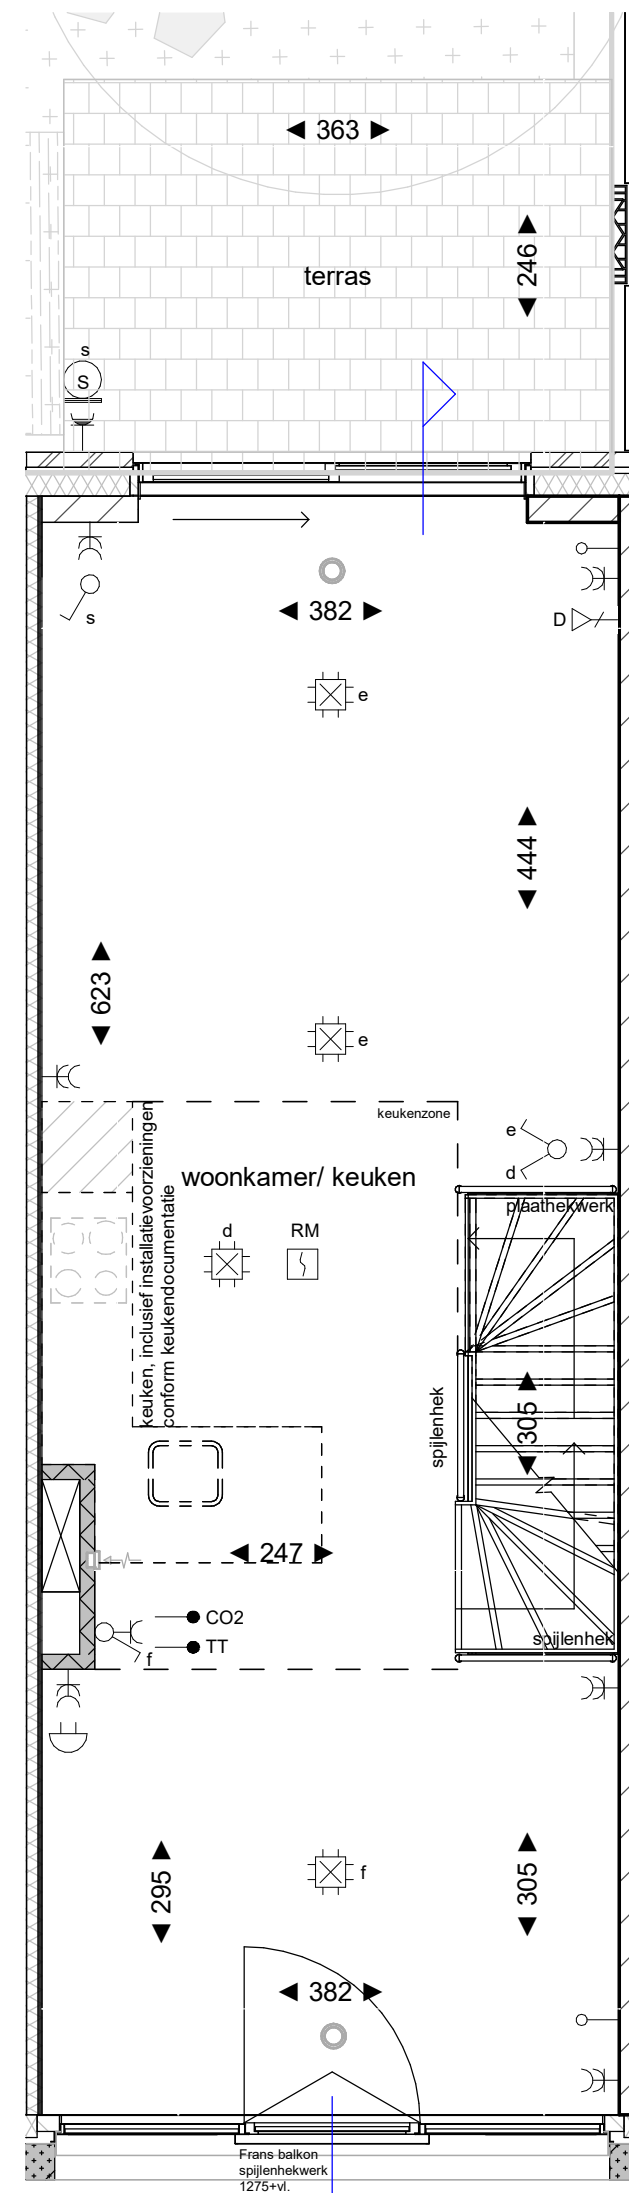 363
246
terras
s
S
382
s
D
e
444
623
e
keukenzone
e
d
woonkamer/ keuken
plaathekwerk
d
RM
keuken, inclusief installatievoorzieningen
conform keukendocumentatie
305
spijlenhek
247
CO2
TT
f
spijlenhek
295
f
305
382
Frans balkon
spijlenhekwerk
1275+vl.